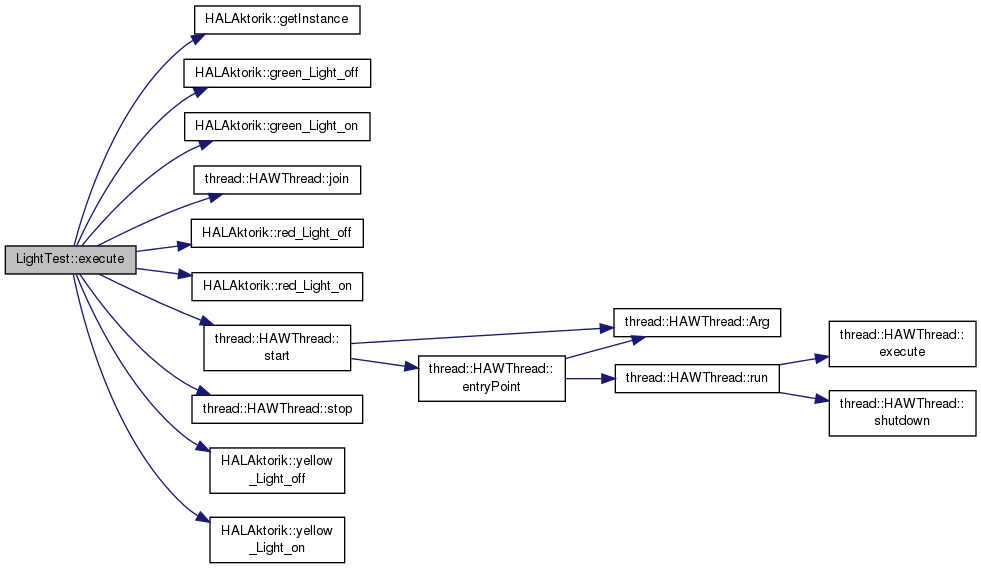 HALAktorik::getInstance
HALAktorik::green_Light_off
HALAktorik::green_Light_on
thread::HAWThread::join
HALAktorik::red_Light_off
LightTest::execute
HALAktorik::red_Light_on
thread::HAWThread::
start
thread::HAWThread::Arg
thread::HAWThread::
execute
thread::HAWThread::
entryPoint
thread::HAWThread::run
thread::HAWThread::
shutdown
thread::HAWThread::stop
HALAktorik::yellow
_Light_off
HALAktorik::yellow
_Light_on